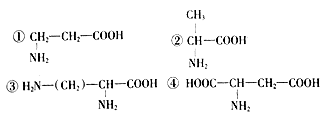 ① CH₂—CH₂—COOH
NH₂
CH₃
② CH—COOH
NH₂
③ H₂N—(CH₂)—CH—COOH
NH₂
④ HOOC—CH—CH₂—COOH
NH₂